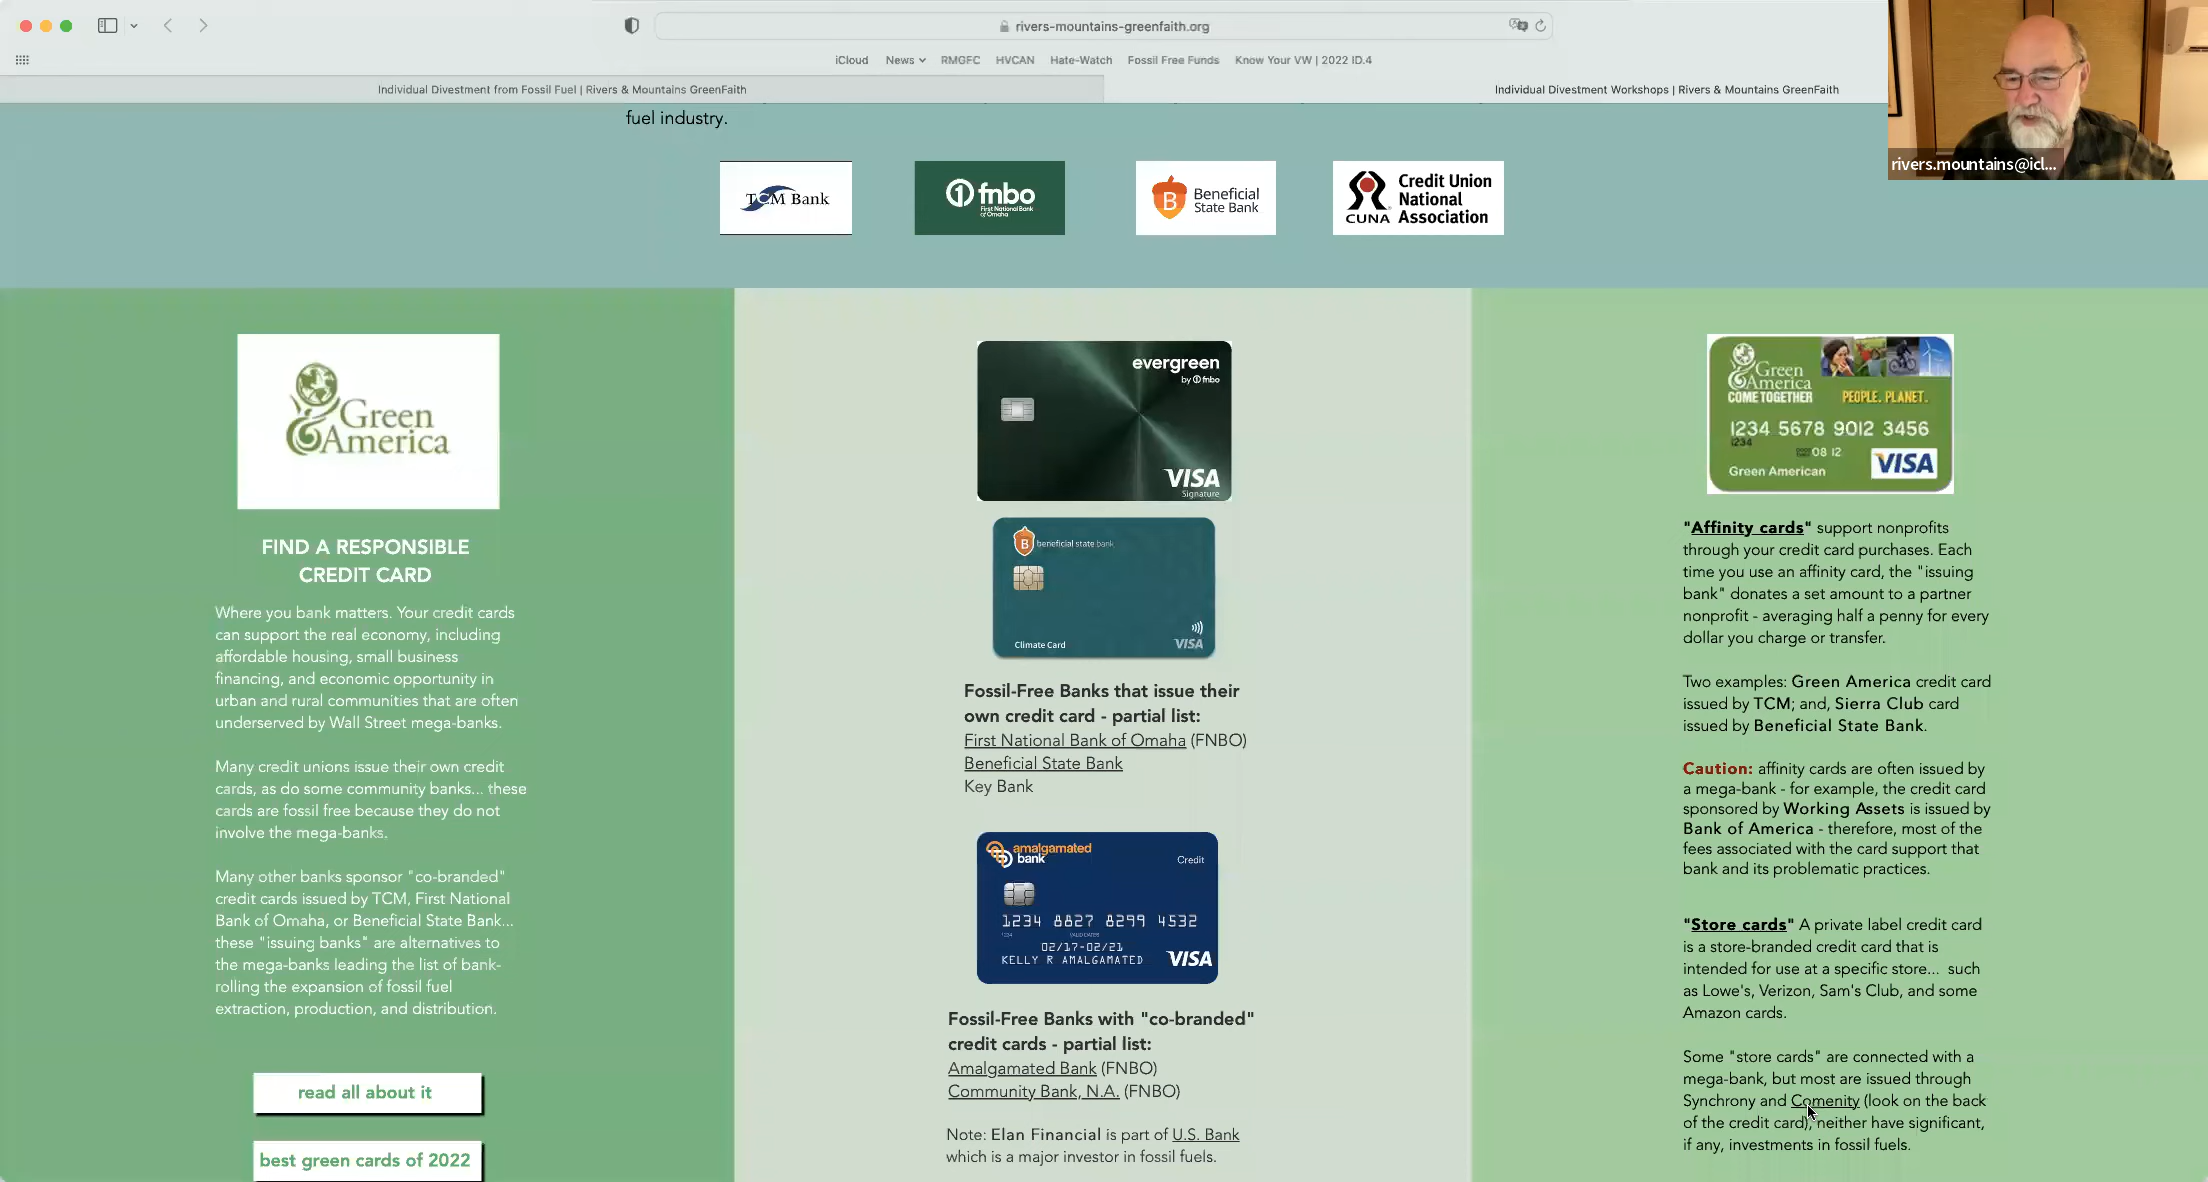 rivers-mountains-greenfaith.org
iCloud News RMGFC HVCAN Hate-Watch Fossil Free Funds Know Your VW | 2022 ID.4
Individual Divestment from Fossil Fuel | Rivers & Mountains GreenFaith
Individual Divestment Workshops | Rivers & Mountains GreenFaith
rivers.mountains@icl...
fuel industry.
TCM Bank
1 fnbo
First National Bank
of Omaha
B Beneficial
State Bank
CUNA
Credit Union
National
Association
Green
America
FIND A RESPONSIBLE
CREDIT CARD
Where you bank matters. Your credit cards
can support the real economy, including
affordable housing, small business
financing, and economic opportunity in
urban and rural communities that are often
underserved by Wall Street mega-banks.
Many credit unions issue their own credit
cards, as do some community banks... these
cards are fossil free because they do not
involve the mega-banks.
Many other banks sponsor "co-branded"
credit cards issued by TCM, First National
Bank of Omaha, or Beneficial State Bank...
these "issuing banks" are alternatives to
the mega-banks leading the list of bank-
rolling the expansion of fossil fuel
extraction, production, and distribution.
read all about it
best green cards of 2022
evergreen
by fnbo
VISA
Signature
B beneficial state bank
Climate Card
VISA
Fossil-Free Banks that issue their
own credit card - partial list:
First National Bank of Omaha (FNBO)
Beneficial State Bank
Key Bank
amalgamated
bank
Credit
1234 8827 8299 4532
02/17-02/21
KELLY R AMALGAMATED
VISA
Fossil-Free Banks with "co-branded"
credit cards - partial list:
Amalgamated Bank (FNBO)
Community Bank, N.A. (FNBO)
Note: Elan Financial is part of U.S. Bank
which is a major investor in fossil fuels.
Green
America
COME TOGETHER
PEOPLE. PLANET.
1234 5678 9012 3456
1234
08 12
Green American
VISA
"Affinity cards" support nonprofits
through your credit card purchases. Each
time you use an affinity card, the "issuing
bank" donates a set amount to a partner
nonprofit - averaging half a penny for every
dollar you charge or transfer.
Two examples: Green America credit card
issued by TCM; and, Sierra Club card
issued by Beneficial State Bank.
Caution: affinity cards are often issued by
a mega-bank - for example, the credit card
sponsored by Working Assets is issued by
Bank of America - therefore, most of the
fees associated with the card support that
bank and its problematic practices.
"Store cards" A private label credit card
is a store-branded credit card that is
intended for use at a specific store... such
as Lowe's, Verizon, Sam's Club, and some
Amazon cards.
Some "store cards" are connected with a
mega-bank, but most are issued through
Synchrony and Comenity (look on the back
of the credit card), neither have significant,
if any, investments in fossil fuels.